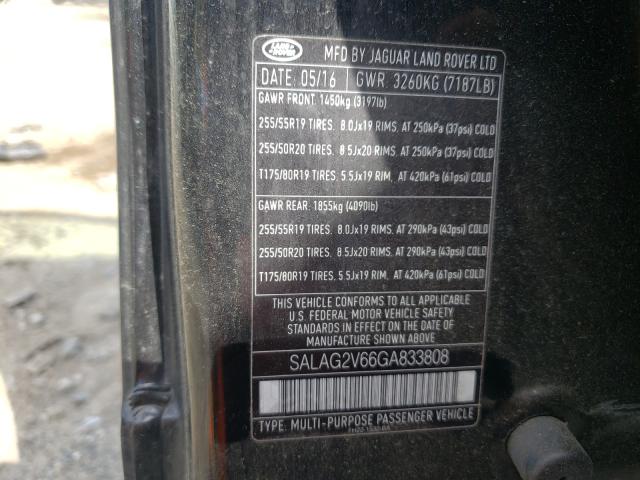 LAND ROVER
MFD BY JAGUAR LAND ROVER LTD
DATE 05/16 GWR. 3260KG (7187LB)
GAWR FRONT. 1450kg (3197lb)
255/55R19 TIRES. 8.0Jx19 RIMS. AT 250kPa (37psi) COLD
255/50R20 TIRES. 8.5Jx20 RIMS. AT 250kPa (37psi) COLD
T175/80R19 TIRES. 5.5Jx19 RIM, AT 420kPa (61psi) COLD
GAWR REAR. 1855kg (4090lb)
255/55R19 TIRES. 8.0Jx19 RIMS. AT 290kPa (43psi) COLD
255/50R20 TIRES. 8.5Jx20 RIMS. AT 290kPa (43psi) COLD
T175/80R19 TIRES. 5.5Jx19 RIM, AT 420kPa (61psi) COLD
THIS VEHICLE CONFORMS TO ALL APPLICABLE
U.S. FEDERAL MOTOR VEHICLE SAFETY
STANDARDS IN EFFECT ON THE DATE OF
MANUFACTURE SHOWN ABOVE
SALAG2V66GA833808
TYPE: MULTI-PURPOSE PASSENGER VEHICLE